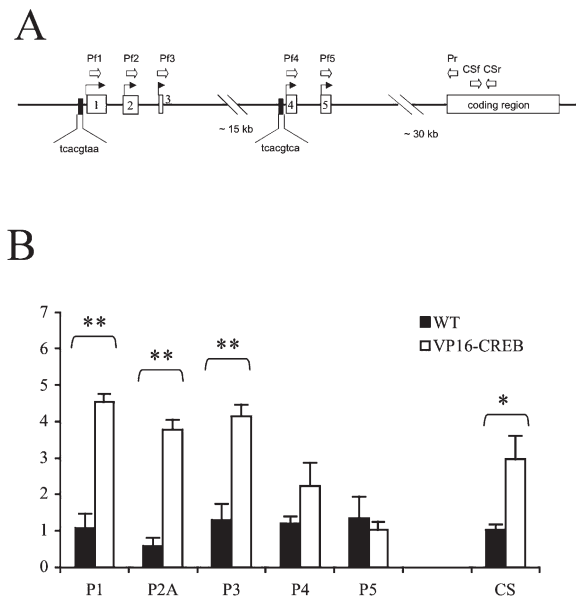 A
Pf1 Pf2 Pf3 Pf4 Pf5 Pr
CSf CSr
1 2 3 4 5 coding region
~ 15 kb ~ 30 kb
tcacgtaa tcacgtca
B
7
6
5
4
3
2
1
0
** ** ** *
WT
VP16-CREB
P1 P2A P3 P4 P5 CS